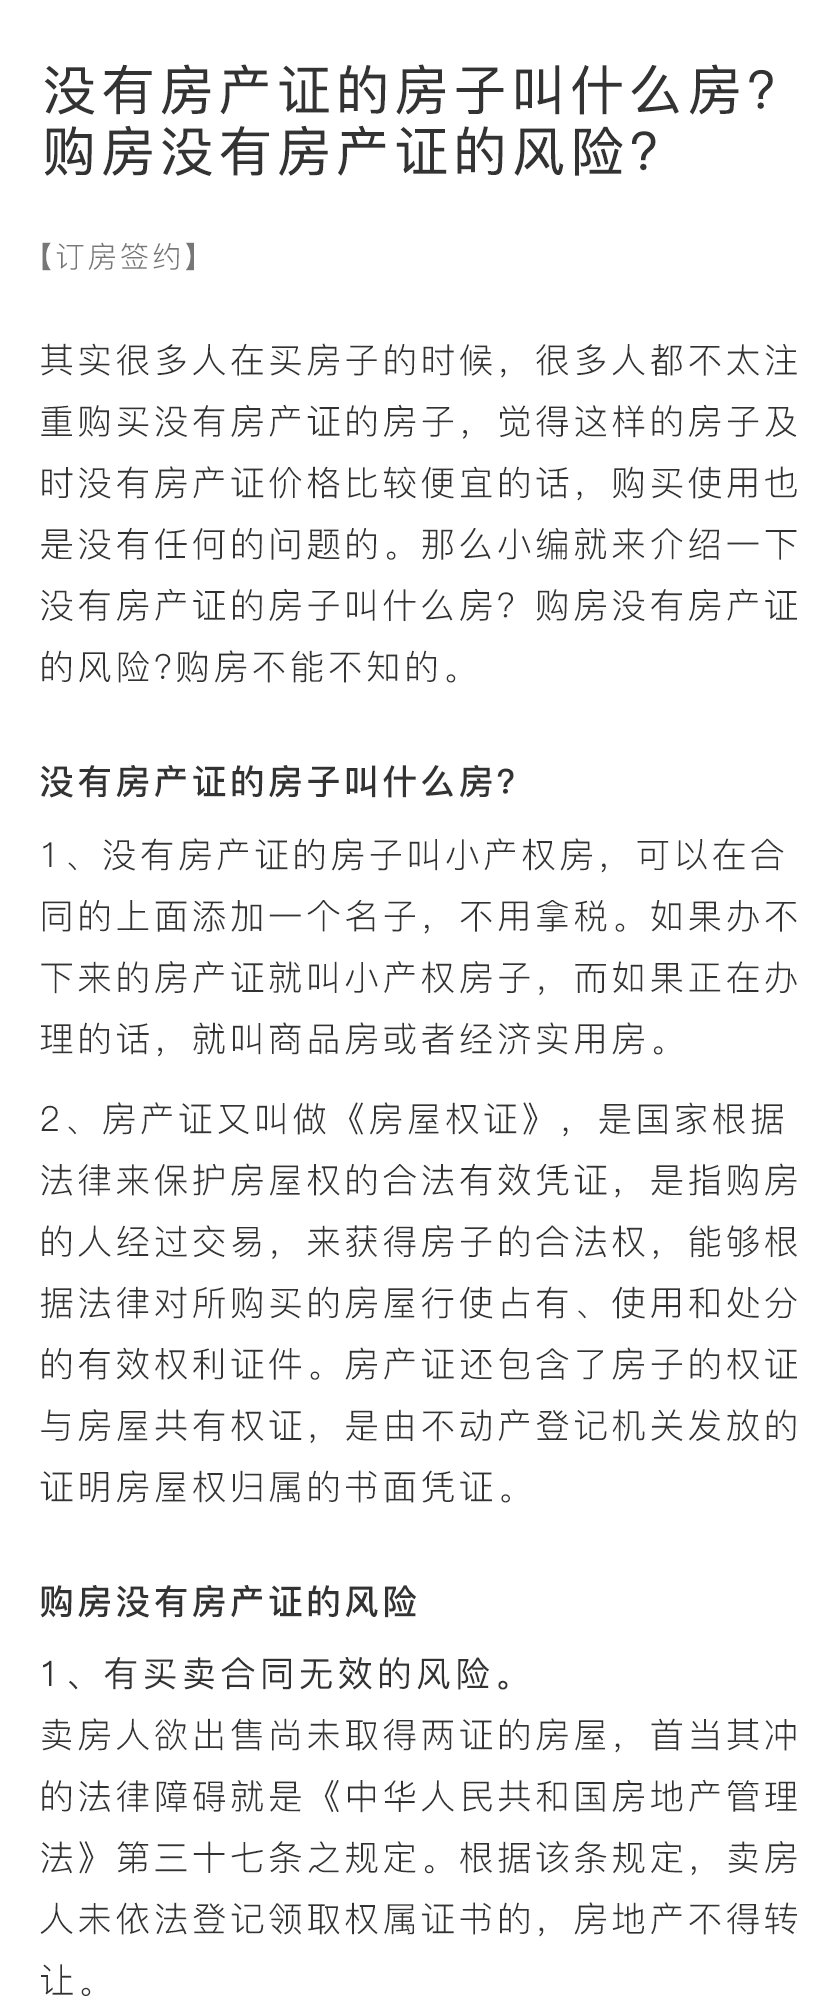 没有房产证的房子叫什么房?
购房没有房产证的风险?
【订房签约】
其实很多人在买房子的时候，很多人都不太注
重购买没有房产证的房子，觉得这样的房子及
时没有房产证价格比较便宜的话，购买使用也
是没有任何的问题的。那么小编就来介绍一下
没有房产证的房子叫什么房？购房没有房产证
的风险?购房不能不知的。
没有房产证的房子叫什么房?
1、没有房产证的房子叫小产权房，可以在合
同的上面添加一个名子，不用拿税。如果办不
下来的房产证就叫小产权房子，而如果正在办
理的话，就叫商品房或者经济实用房。
2、房产证又叫做《房屋权证》，是国家根据
法律来保护房屋权的合法有效凭证，是指购房
的人经过交易，来获得房子的合法权，能够根
据法律对所购买的房屋行使占有、使用和处分
的有效权利证件。房产证还包含了房子的权证
与房屋共有权证，是由不动产登记机关发放的
证明房屋权归属的书面凭证。
购房没有房产证的风险
1、有买卖合同无效的风险。
卖房人欲出售尚未取得两证的房屋，首当其冲
的法律障碍就是《中华人民共和国房地产管理
法》第三十七条之规定。根据该条规定，卖房
人未依法登记领取权属证书的，房地产不得转
让。